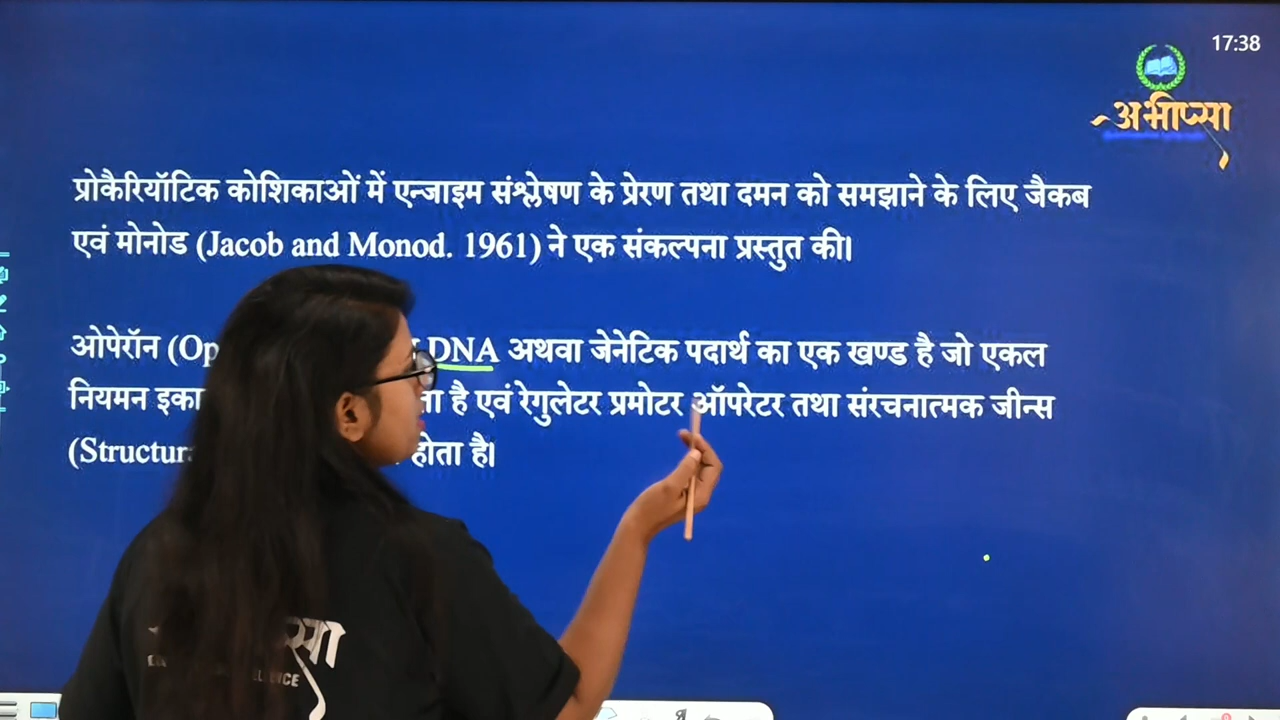 17:38
अभीप्सा
प्रोकैरियॉटिक कोशिकाओं में एन्जाइम संश्लेषण के प्रेरण तथा दमन को समझाने के लिए जैकब
एवं मोनोड (Jacob and Monod. 1961) ने एक संकल्पना प्रस्तुत की।
ओपेरॉन (Op DNA अथवा जेनेटिक पदार्थ का एक खण्ड है जो एकल
नियमन इका ता है एवं रेगुलेटर प्रमोटर ऑपरेटर तथा संरचनात्मक जीन्स
(Structur होता है।